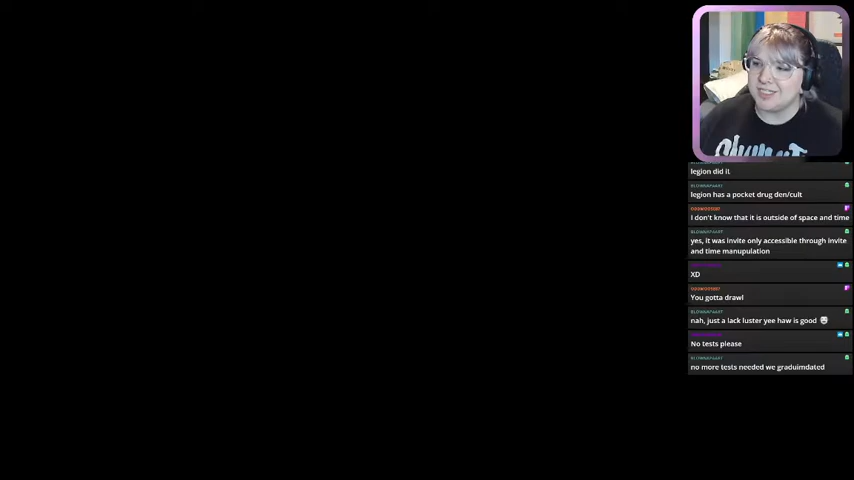 legion did it
legion has a pocket drug den/cult
I don't know that it is outside of space and time
yes, it was invite only accessible through invite
and time manupulation
XD
You gotta drawl
nah, just a lack luster yee haw is good
No tests please
no more tests needed we graduimdated